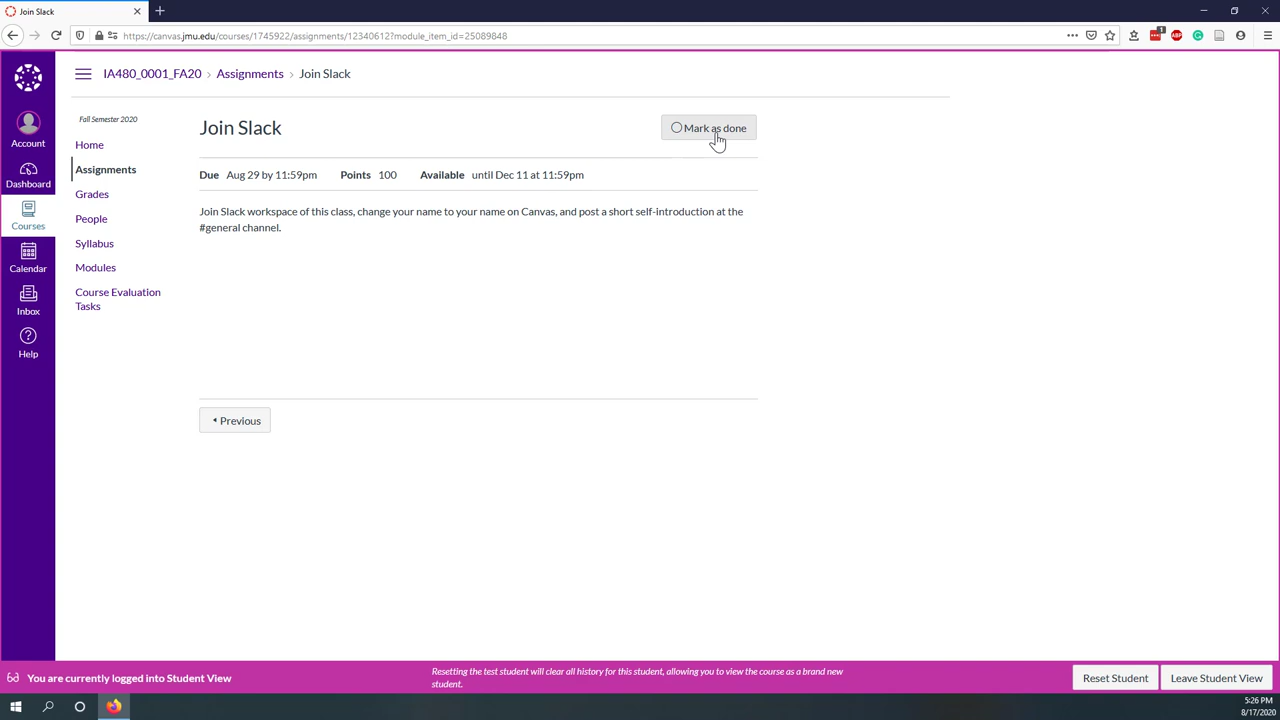 Join Slack
https://canvas.jmu.edu/courses/1745922/assignments/12340612?module_item_id=25089848
IA480_0001_FA20 › Assignments › Join Slack
Account
Dashboard
Courses
Calendar
Inbox
Help
Fall Semester 2020
Home
Assignments
Grades
People
Syllabus
Modules
Course Evaluation
Tasks
Join Slack
Mark as done
Due Aug 29 by 11:59pm Points 100 Available until Dec 11 at 11:59pm
Join Slack workspace of this class, change your name to your name on Canvas, and post a short self-introduction at the
#general channel.
Previous
You are currently logged into Student View
Resetting the test student will clear all history for this student, allowing you to view the course as a brand new
student.
Reset Student
Leave Student View
5:26 PM
8/17/2020